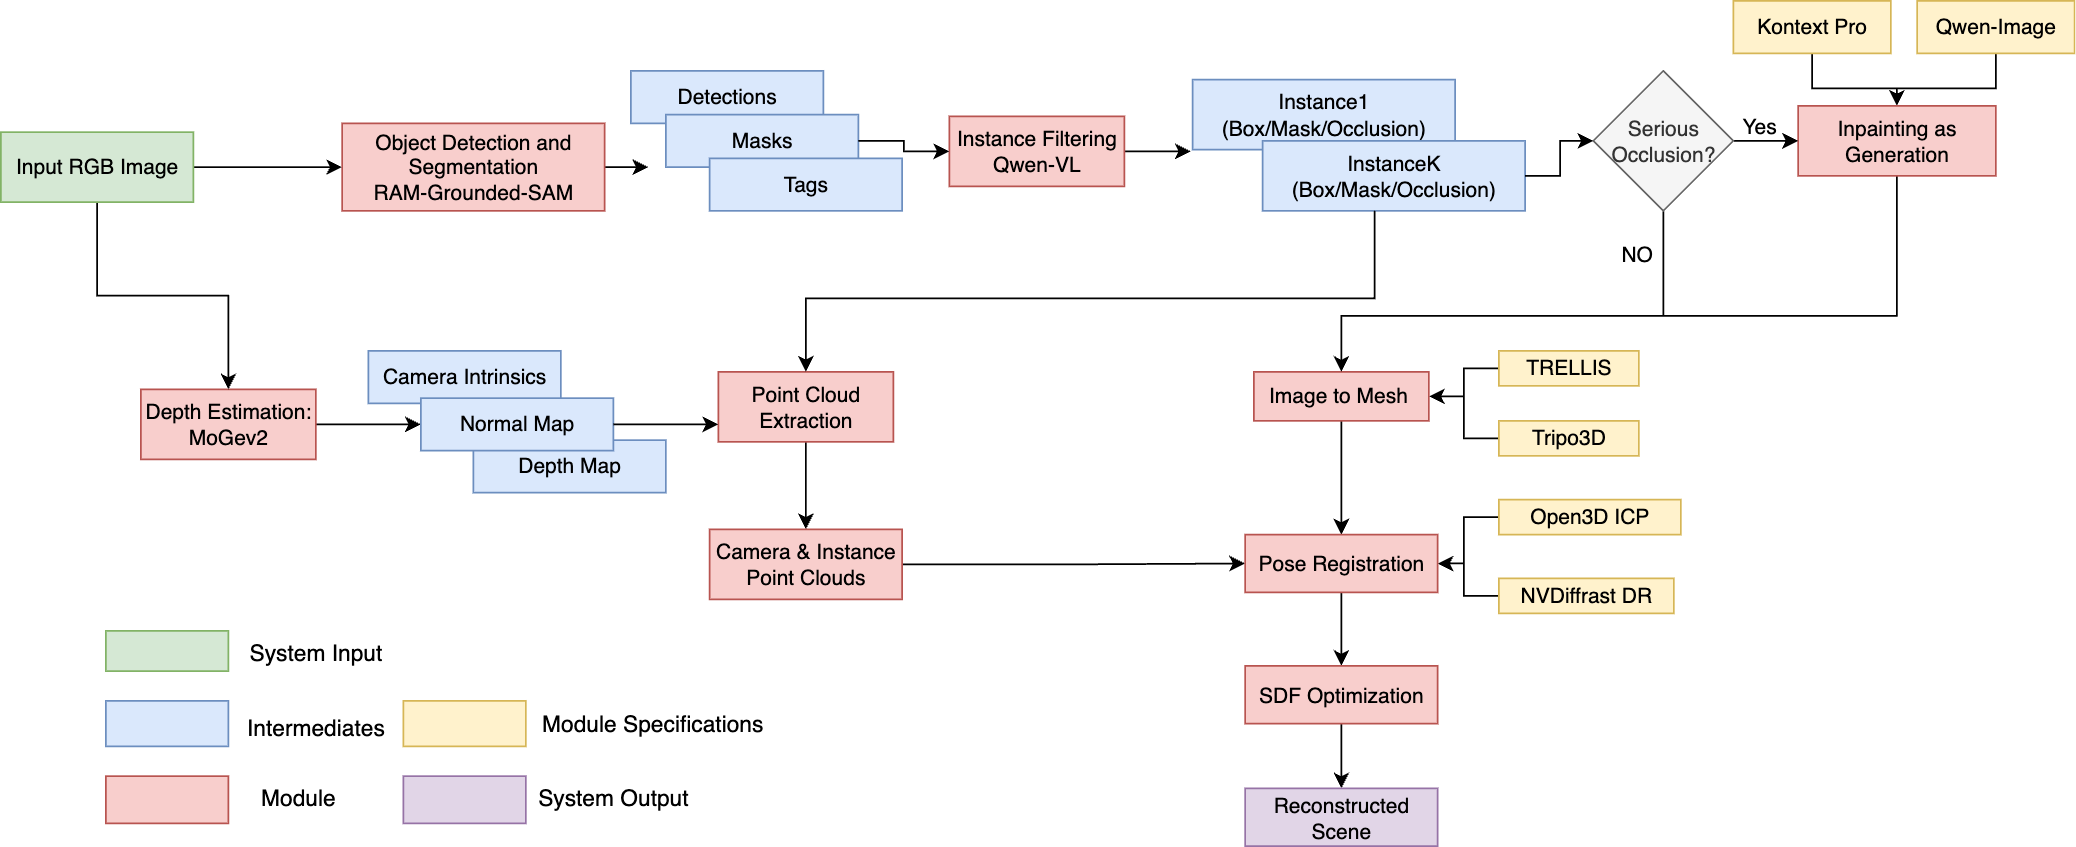 Kontext Pro
Qwen-Image
Input RGB Image
Object Detection and
Segmentation
RAM-Grounded-SAM
Detections
Masks
Tags
Instance Filtering
Qwen-VL
Instance1
(Box/Mask/Occlusion)
InstanceK
(Box/Mask/Occlusion)
Serious
Occlusion?
Yes
Inpainting as
Generation
NO
Depth Estimation:
MoGev2
Camera Intrinsics
Normal Map
Depth Map
Point Cloud
Extraction
Image to Mesh
TRELLIS
Tripo3D
Camera & Instance
Point Clouds
Pose Registration
Open3D ICP
NVDiffrast DR
SDF Optimization
Reconstructed
Scene
System Input
Intermediates
Module Specifications
Module
System Output